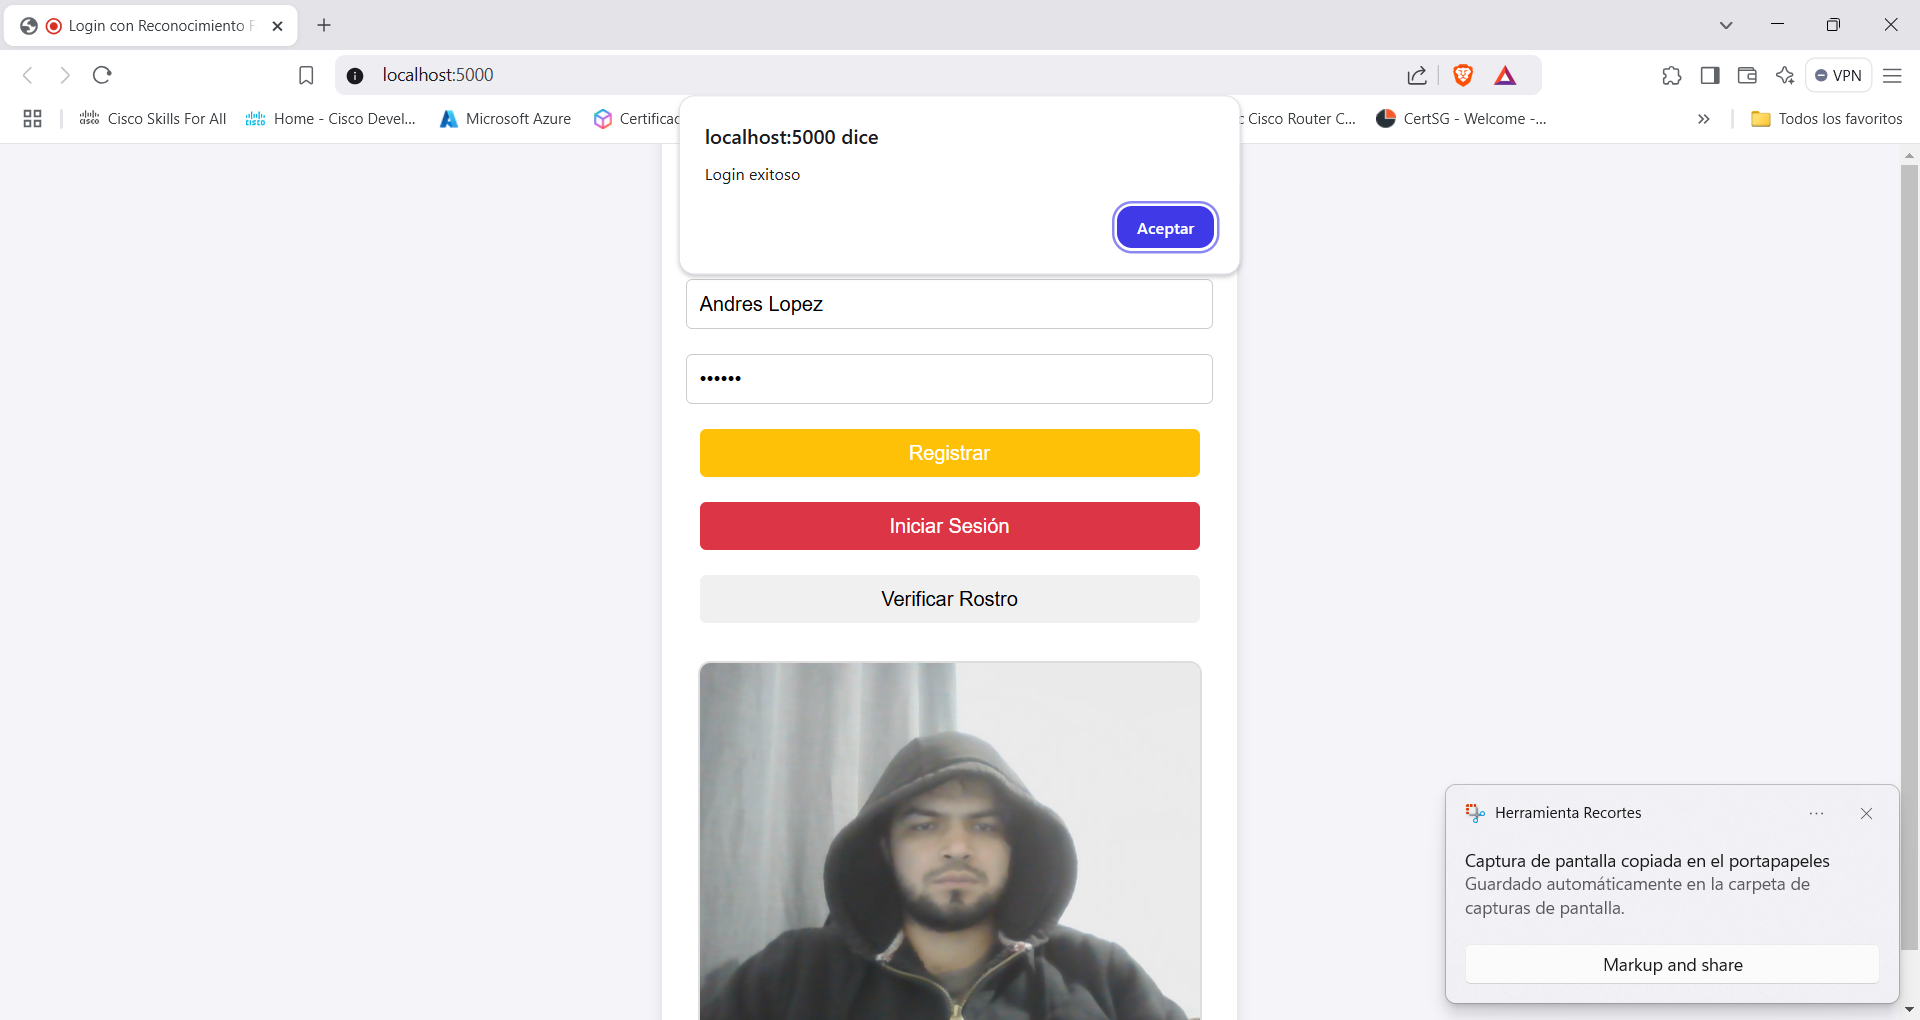 Login con Reconocimiento F
localhost:5000
VPN
Cisco Skills For All
Home - Cisco Devel...
Microsoft Azure
Certificac
c Cisco Router C...
CertSG - Welcome -...
Todos los favoritos
localhost:5000 dice
Login exitoso
Aceptar
Andres Lopez
Registrar
Iniciar Sesión
Verificar Rostro
Herramienta Recortes
Captura de pantalla copiada en el portapapeles
Guardado automáticamente en la carpeta de
capturas de pantalla.
Markup and share